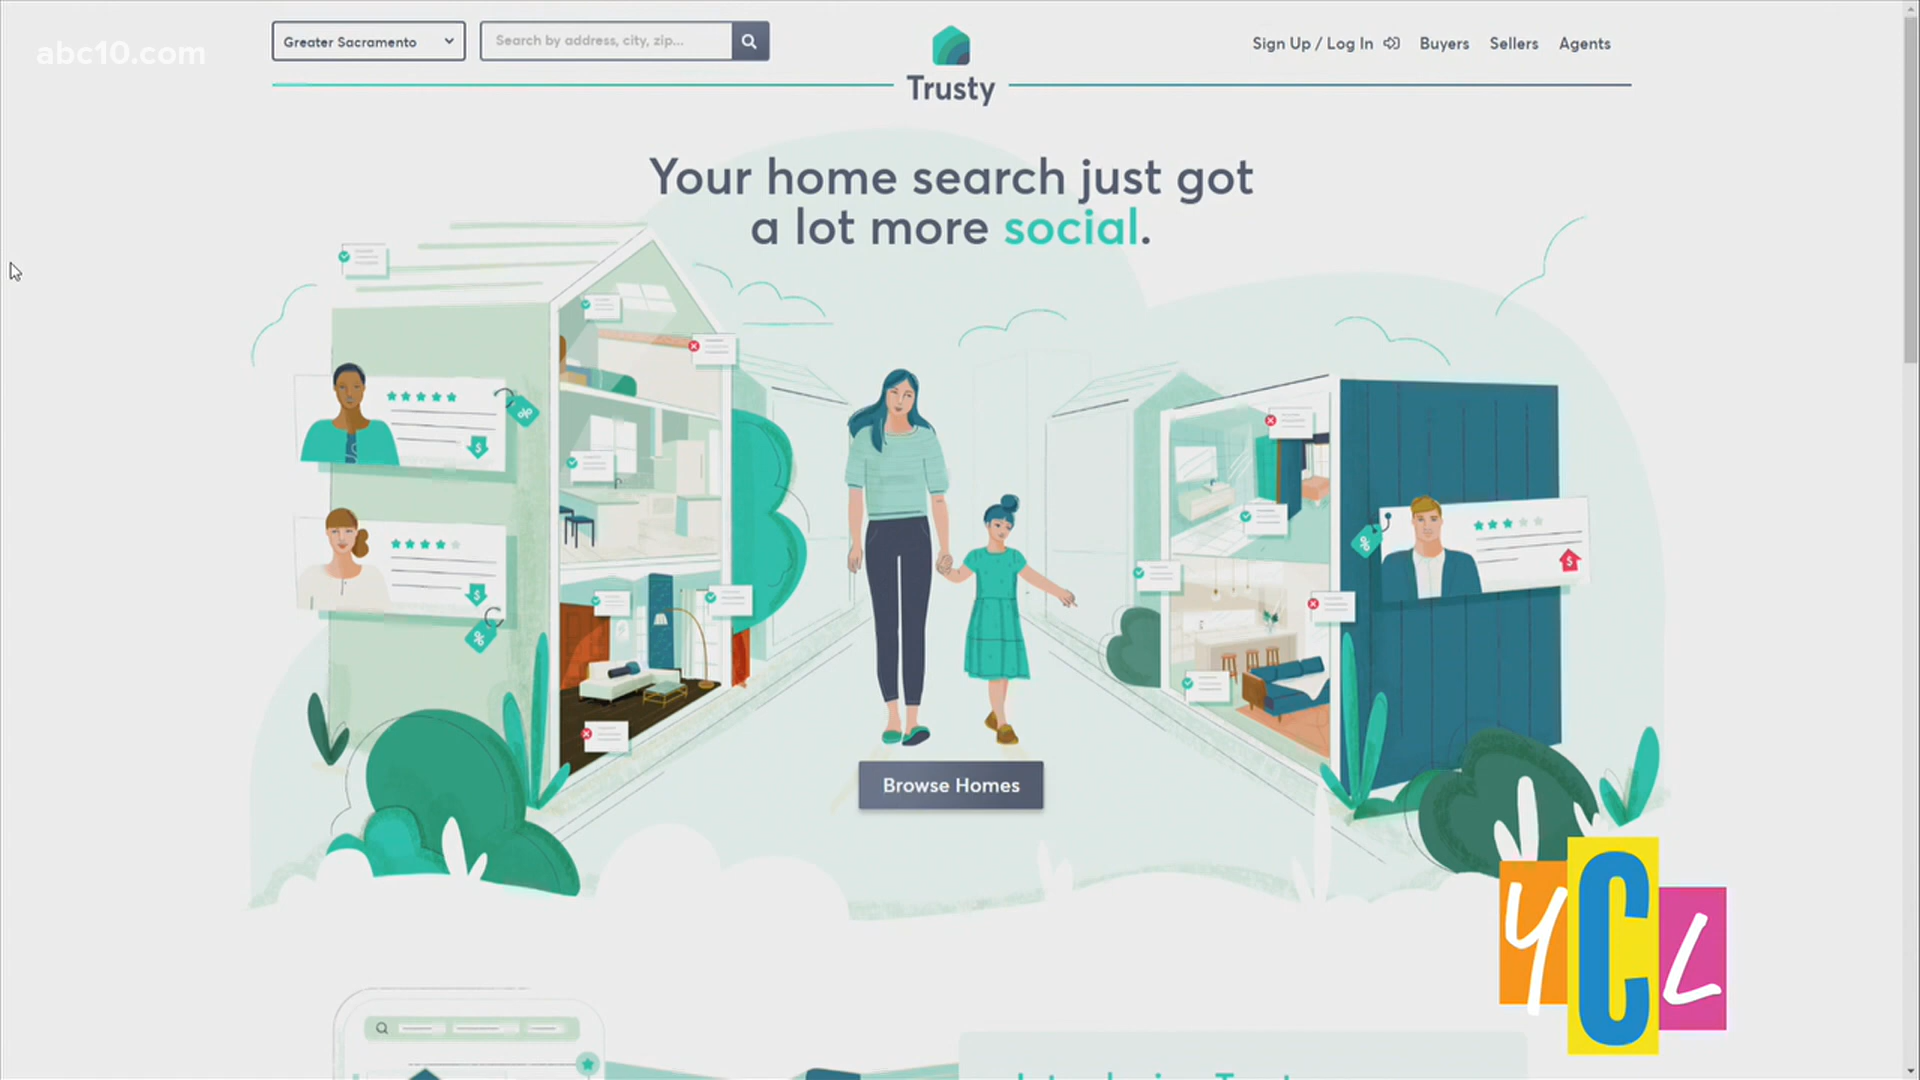 abc10.com
Greater Sacramento
Search by address, city, zip...
Sign Up / Log In
Buyers
Sellers
Agents
Trusty
Your home search just got
a lot more social.
%
$
%
$
%
$
Browse Homes
YCL